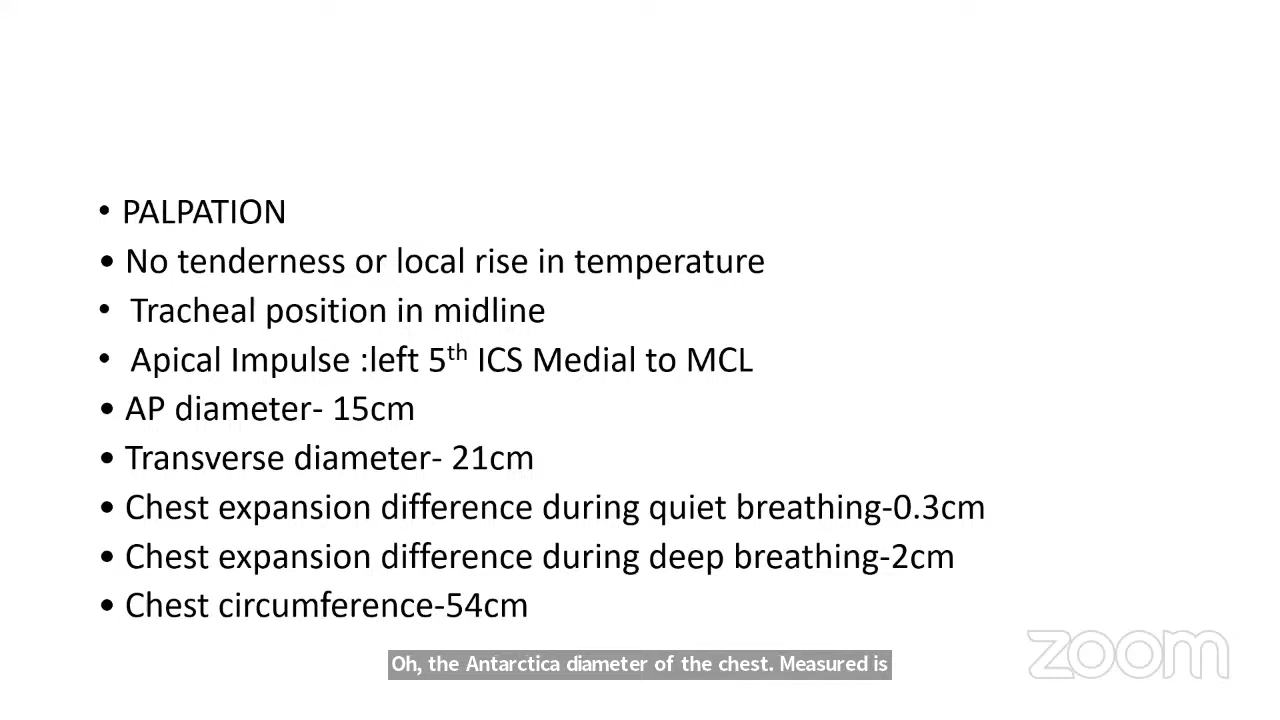 • PALPATION
• No tenderness or local rise in temperature
• Tracheal position in midline
• Apical Impulse :left 5th ICS Medial to MCL
• AP diameter- 15cm
• Transverse diameter- 21cm
• Chest expansion difference during quiet breathing-0.3cm
• Chest expansion difference during deep breathing-2cm
• Chest circumference-54cm
Oh, the Antarctica diameter of the chest. Measured is
zoom